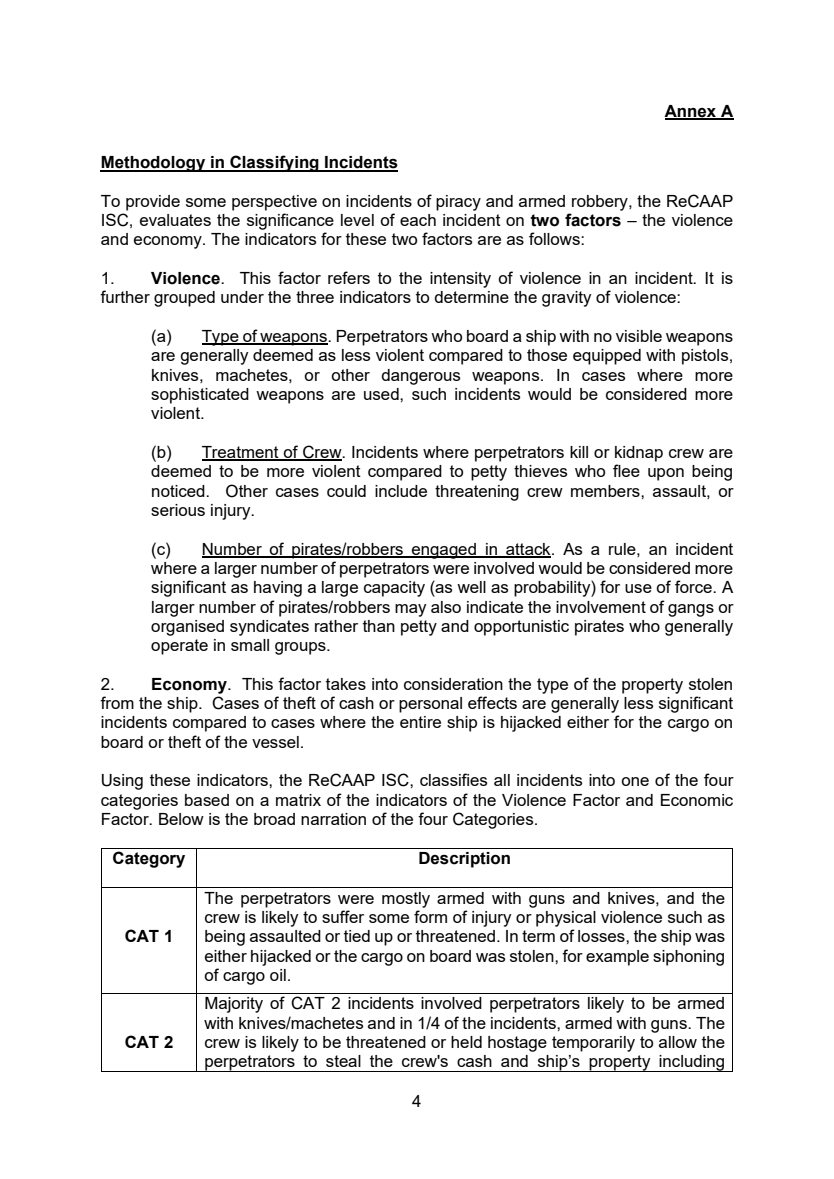 Annex A
Methodology in Classifying Incidents
To provide some perspective on incidents of piracy and armed robbery, the ReCAAP
ISC, evaluates the significance level of each incident on two factors – the violence
and economy. The indicators for these two factors are as follows:
1. Violence. This factor refers to the intensity of violence in an incident. It is
further grouped under the three indicators to determine the gravity of violence:
(a) Type of weapons. Perpetrators who board a ship with no visible weapons
are generally deemed as less violent compared to those equipped with pistols,
knives, machetes, or other dangerous weapons. In cases where more
sophisticated weapons are used, such incidents would be considered more
violent.
(b) Treatment of Crew. Incidents where perpetrators kill or kidnap crew are
deemed to be more violent compared to petty thieves who flee upon being
noticed. Other cases could include threatening crew members, assault, or
serious injury.
(c) Number of pirates/robbers engaged in attack. As a rule, an incident
where a larger number of perpetrators were involved would be considered more
significant as having a large capacity (as well as probability) for use of force. A
larger number of pirates/robbers may also indicate the involvement of gangs or
organised syndicates rather than petty and opportunistic pirates who generally
operate in small groups.
2. Economy. This factor takes into consideration the type of the property stolen
from the ship. Cases of theft of cash or personal effects are generally less significant
incidents compared to cases where the entire ship is hijacked either for the cargo on
board or theft of the vessel.
Using these indicators, the ReCAAP ISC, classifies all incidents into one of the four
categories based on a matrix of the indicators of the Violence Factor and Economic
Factor. Below is the broad narration of the four Categories.
Category Description
CAT 1
The perpetrators were mostly armed with guns and knives, and the
crew is likely to suffer some form of injury or physical violence such as
being assaulted or tied up or threatened. In term of losses, the ship was
either hijacked or the cargo on board was stolen, for example siphoning
of cargo oil.
CAT 2
Majority of CAT 2 incidents involved perpetrators likely to be armed
with knives/machetes and in 1/4 of the incidents, armed with guns. The
crew is likely to be threatened or held hostage temporarily to allow the
perpetrators to steal the crew's cash and ship’s property including
4